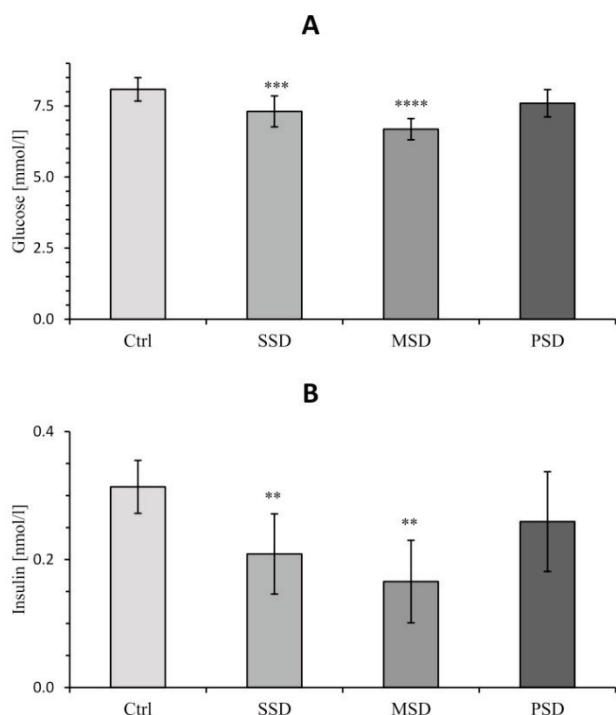 A
Glucose [mmol/l]
7.5
5.0
2.5
0.0
***
****
Ctrl SSD MSD PSD
B
Insulin [nmol/l]
0.4
0.2
0.0
**
**
Ctrl SSD MSD PSD